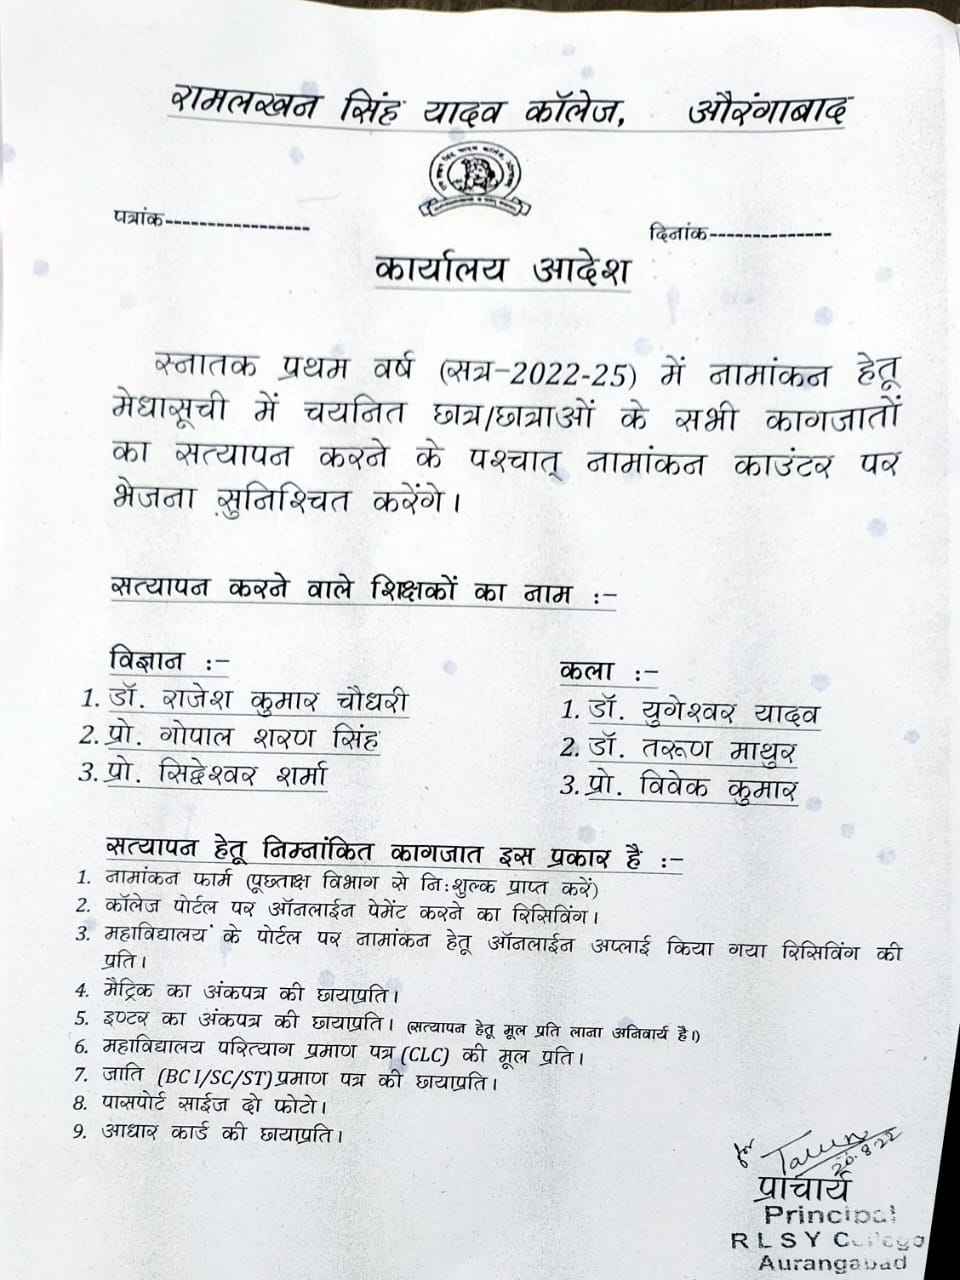 रामलखन सिंह यादव कॉलेज, औरंगाबाद
पत्रांक-----------------
दिनांक--------------
कार्यालय आदेश
स्नातक प्रथम वर्ष (सत्र-2022-25) में नामांकन हेतू
मेधासूची में चयनित छात्र/छात्राओं के सभी कागजातों
का सत्यापन करने के पश्चात् नामांकन काउंटर पर
भेजना सुनिश्चित करेंगे।
सत्यापन करने वाले शिक्षकों का नाम :-
विज्ञान :-
1. डॉ. राजेश कुमार चौधरी
2. प्रो. गोपाल शरण सिंह
3. प्रो. सिद्वेश्वर शर्मा
कला :-
1. डॉ. युगेश्वर यादव
2. डॉ. तरूण माथुर
3. प्रो. विवेक कुमार
सत्यापन हेतू निम्नांकित कागजात इस प्रकार है :-
1. नामांकन फार्म (पूछताक्ष विभाग से नि:शुल्क प्राप्त करें)
2. कॉलेज पोर्टल पर ऑनलाईन पेमेंट करने का रिसिविंग।
3. महाविद्यालय के पोर्टल पर नामांकन हेतू ऑनलाईन अप्लाई किया गया रिसिविंग की
प्रति।
4. मैट्रिक का अंकपत्र की छायाप्रति।
5. इण्टर का अंकपत्र की छायाप्रति। (सत्यापन हेतू मूल प्रति लाना अनिवार्य है।)
6. महाविद्यालय परित्याग प्रमाण पत्र (CLC) की मूल प्रति।
7. जाति (BC I/SC/ST) प्रमाण पत्र की छायाप्रति।
8. पासपोर्ट साईज दो फोटो।
9. आधार कार्ड की छायाप्रति।
for Tarun
20.8.22
प्राचार्य
Principal
R L S Y College
Aurangabad